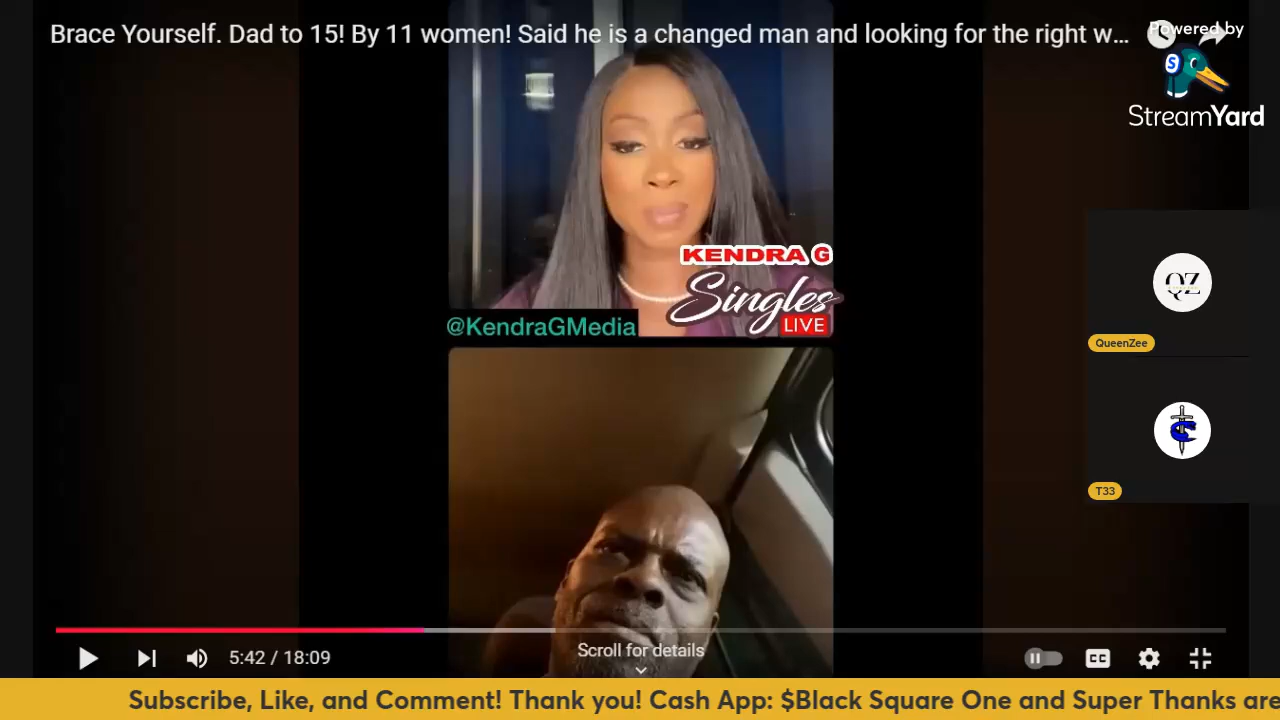 Brace Yourself. Dad to 15! By 11 women! Said he is a changed man and looking for the right w...
Powered by
S
StreamYard
KENDRA G
Singles
LIVE
@KendraGMedia
QZ
QueenZee
C
T33
Scroll for details
5:42 / 18:09
CC
Subscribe, Like, and Comment! Thank you! Cash App: $Black Square One and Super Thanks are